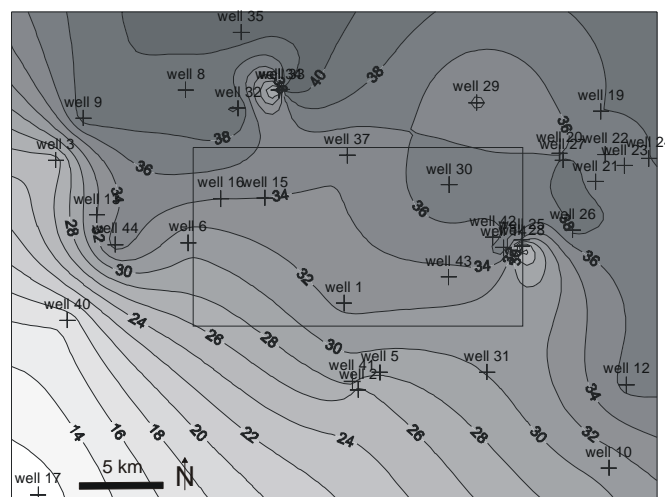 well 35
40
38
well 8
well 33
well 32
well 29
well 9
well 19
36
38
well 20
well 22
well 27
well 23
well 3
well 37
36
well 21
well 30
34
well 16
well 15
34
36
well 26
28
32
well 44
well 6
well 42
well 25
well 28
36
30
32
34
well 43
well 1
well 40
24
26
28
30
well 5
well 31
well 41
well 2
well 12
34
14
16
18
20
22
24
26
28
30
32
well 10
5 km
N
well 17